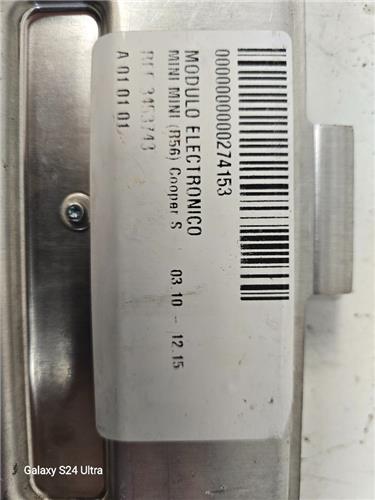 0000000000274153
MODULO ELECTRONICO
MINI MINI (R56) Cooper S 03.10 - 12.15
A 01 01 01
Galaxy S24 Ultra